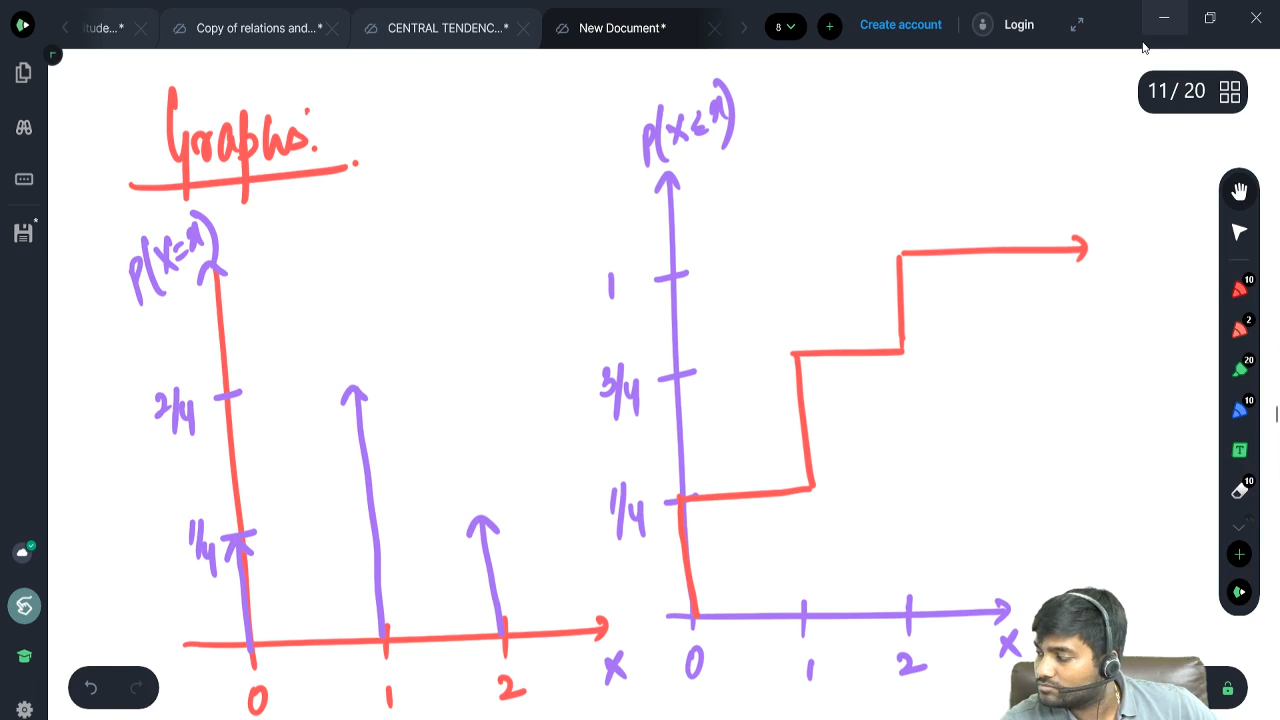 itude...*
Copy of relations and...*
CENTRAL TENDENC...*
New Document*
8
Create account
Login
11/20
Graphs.
P(X=x)
2/4
1/4
0
1
2
X
P(X≤x)
1
3/4
1/4
0
1
2
X
10
2
20
10
T
10